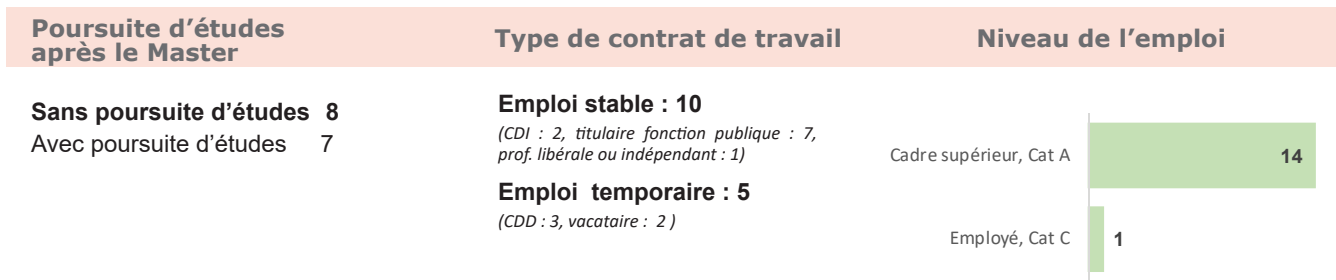 Poursuite d’études
après le Master
Type de contrat de travail
Niveau de l’emploi
Sans poursuite d’études 8
Avec poursuite d’études 7
Emploi stable : 10
(CDI : 2, titulaire fonction publique : 7,
prof. libérale ou indépendant : 1)
Emploi temporaire : 5
(CDD : 3, vacataire : 2 )
Cadre supérieur, Cat A 14
Employé, Cat C 1